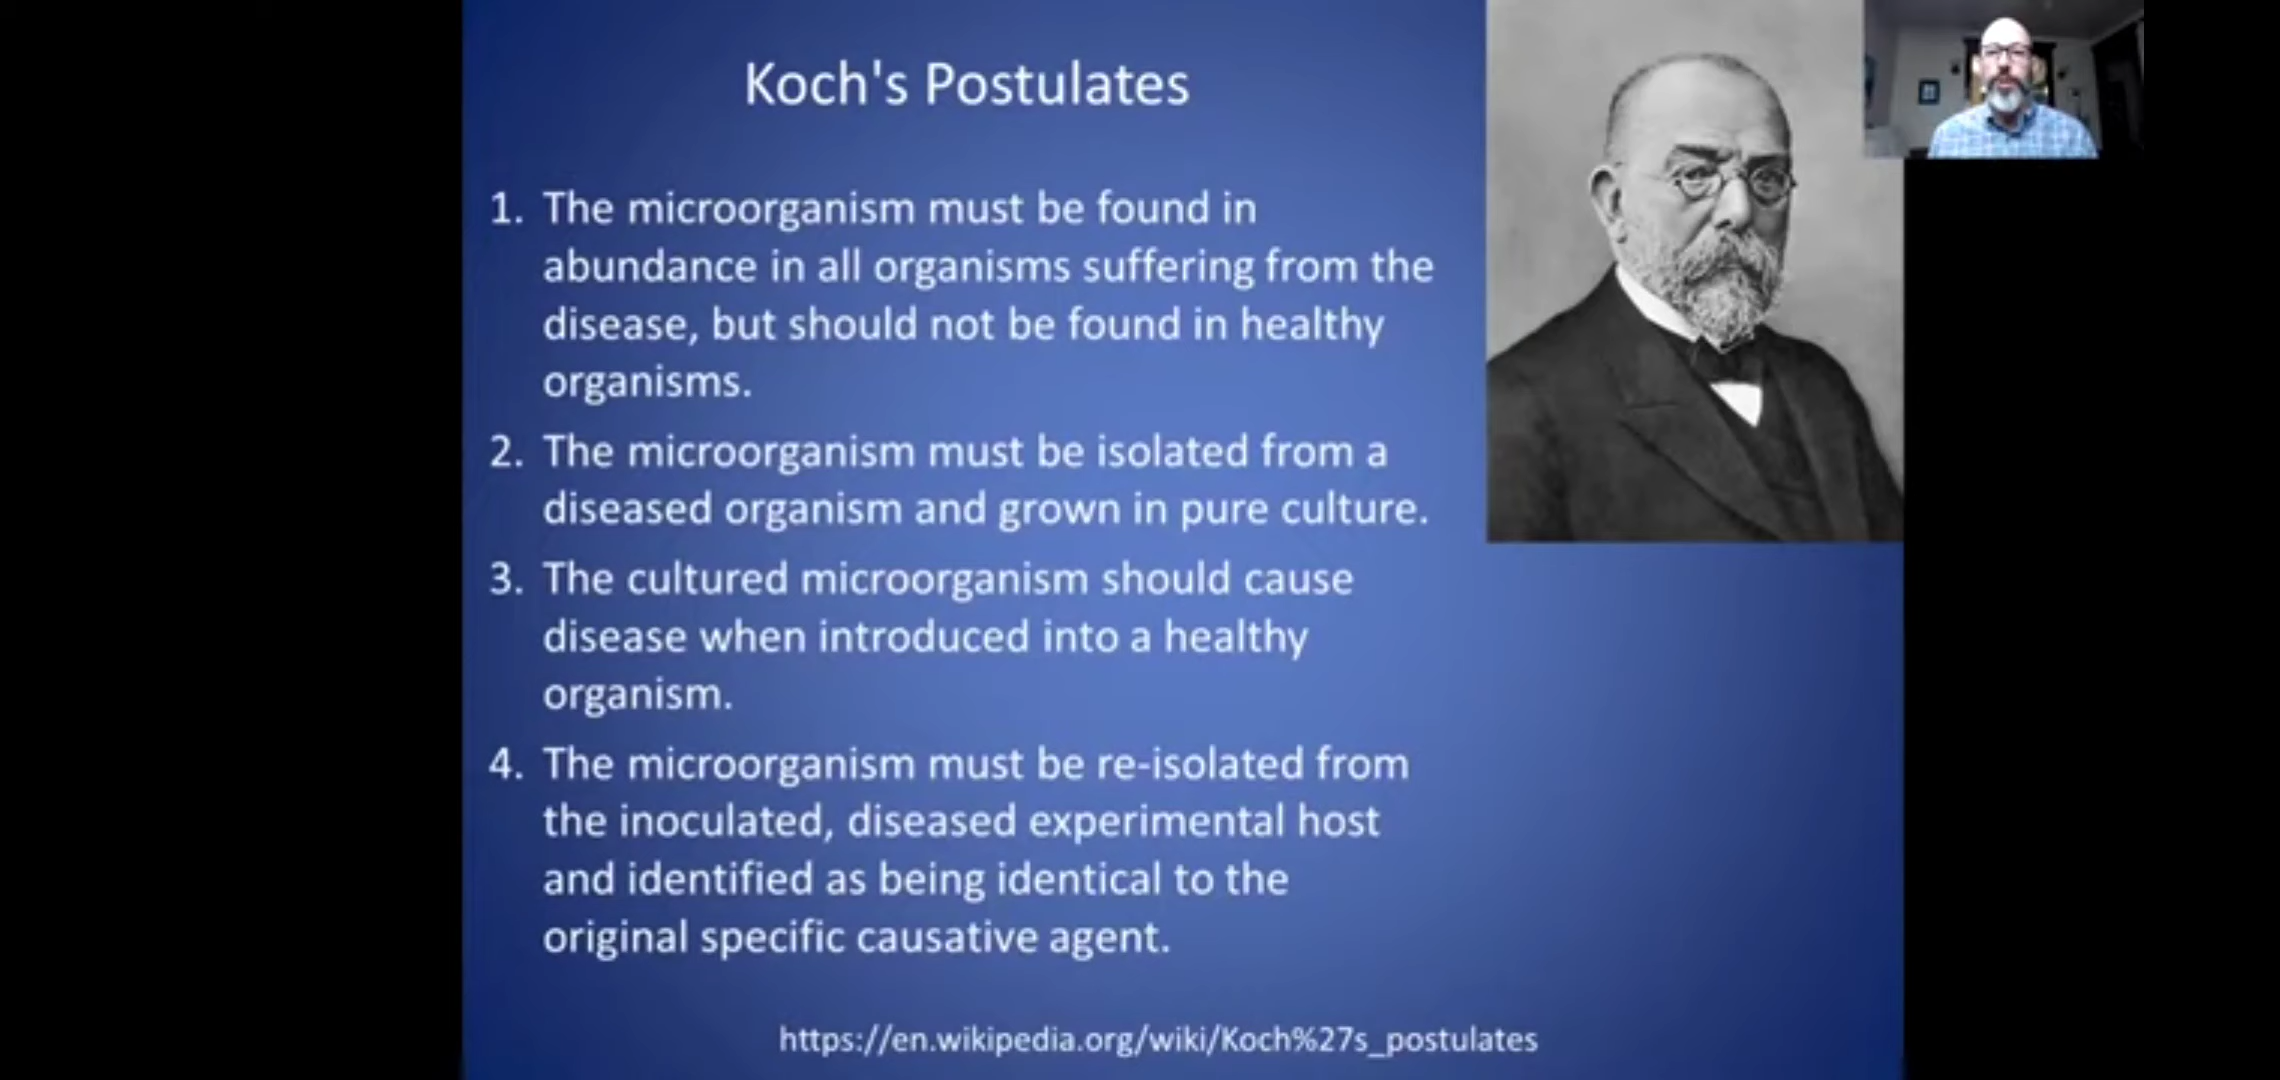 Koch's Postulates
1. The microorganism must be found in
abundance in all organisms suffering from the
disease, but should not be found in healthy
organisms.
2. The microorganism must be isolated from a
diseased organism and grown in pure culture.
3. The cultured microorganism should cause
disease when introduced into a healthy
organism.
4. The microorganism must be re-isolated from
the inoculated, diseased experimental host
and identified as being identical to the
original specific causative agent.
https://en.wikipedia.org/wiki/Koch%27s_postulates